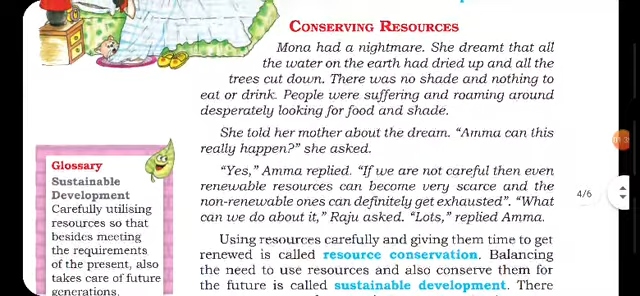 CONSERVING RESOURCES
Mona had a nightmare. She dreamt that all
the water on the earth had dried up and all the
trees cut down. There was no shade and nothing to
eat or drink. People were suffering and roaming around
desperately looking for food and shade.
She told her mother about the dream. “Amma can this
really happen?” she asked.
“Yes,” Amma replied. “If we are not careful then even
renewable resources can become very scarce and the
non-renewable ones can definitely get exhausted”. “What
can we do about it,” Raju asked. “Lots,” replied Amma.
Using resources carefully and giving them time to get
renewed is called resource conservation. Balancing
the need to use resources and also conserve them for
the future is called sustainable development. There
Glossary
Sustainable
Development
Carefully utilising
resources so that
besides meeting
the requirements
of the present, also
takes care of future
generations.
4/6